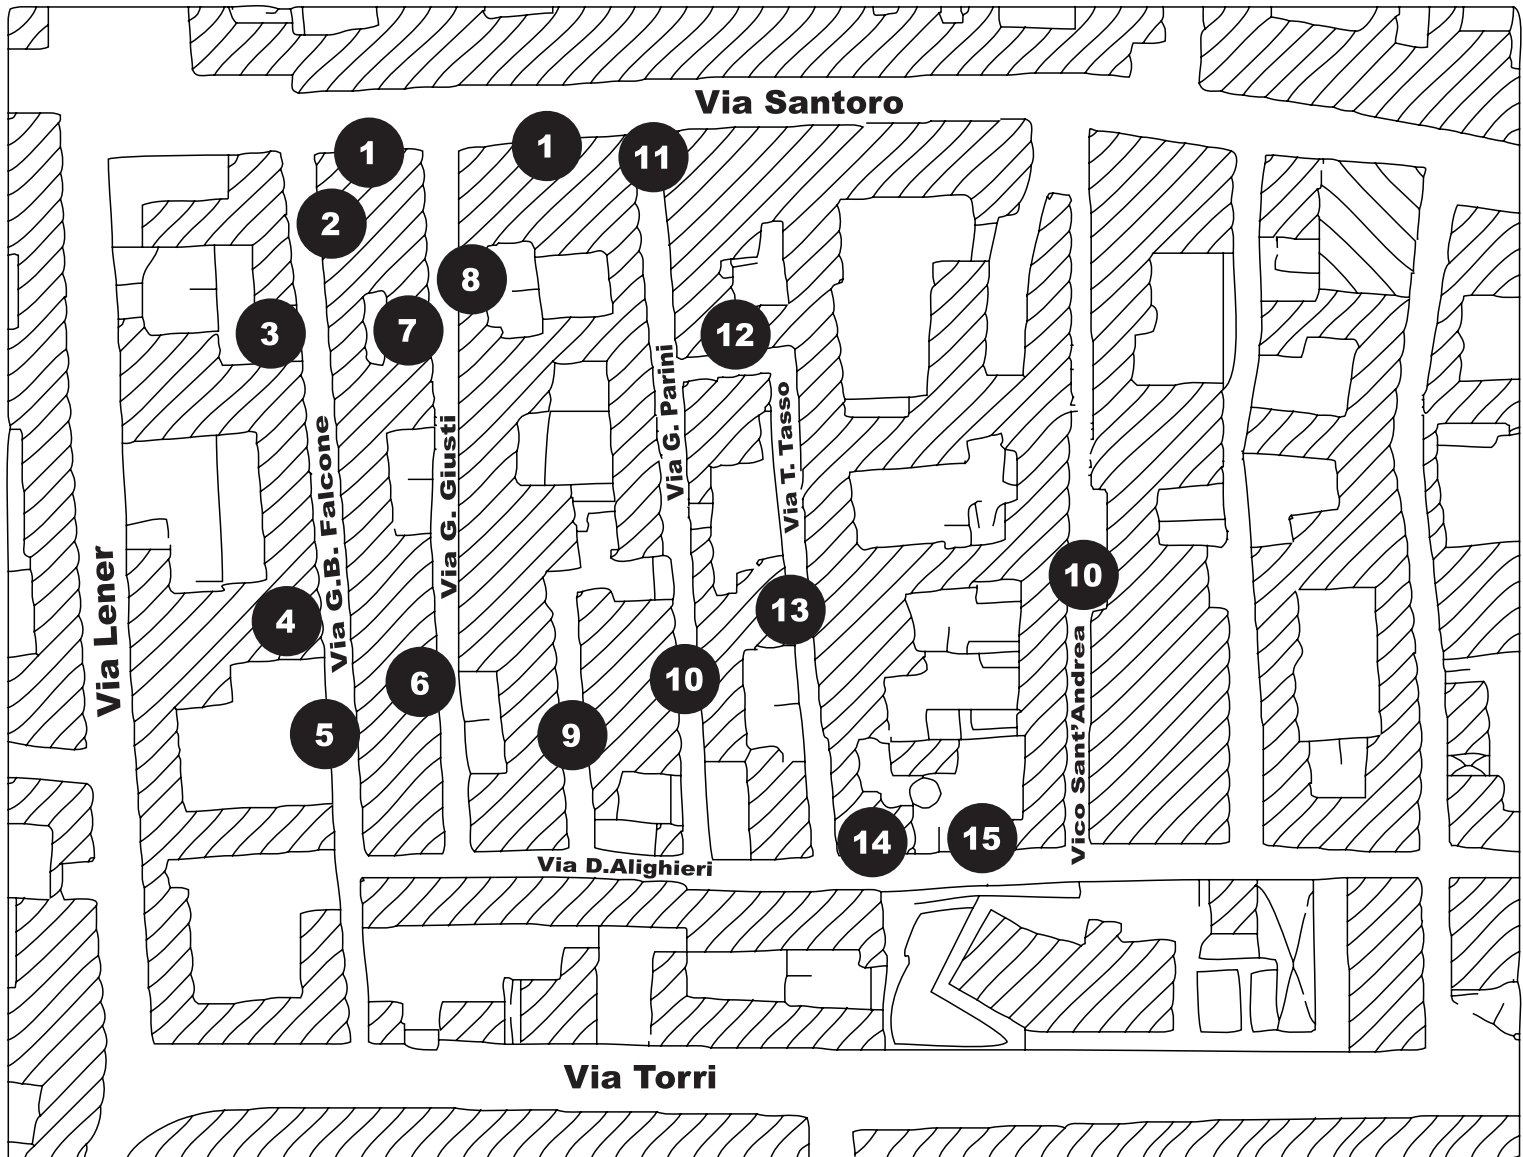 Via Santoro
1
1
11
2
8
3
7
12
Via G. Parini
Via T. Tasso
Via G.B. Falcone
Via G. Giusti
Via Lener
10
4
13
6
10
5
9
Vico Sant'Andrea
14
15
Via D.Alighieri
Via Torri